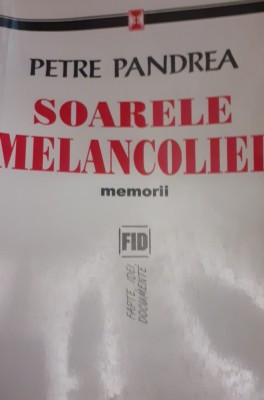 PETRE PANDREA
SOARELE
MELANCOLIEI
memorii
FID
FAPTE, IDEI,
DOCUMENTE